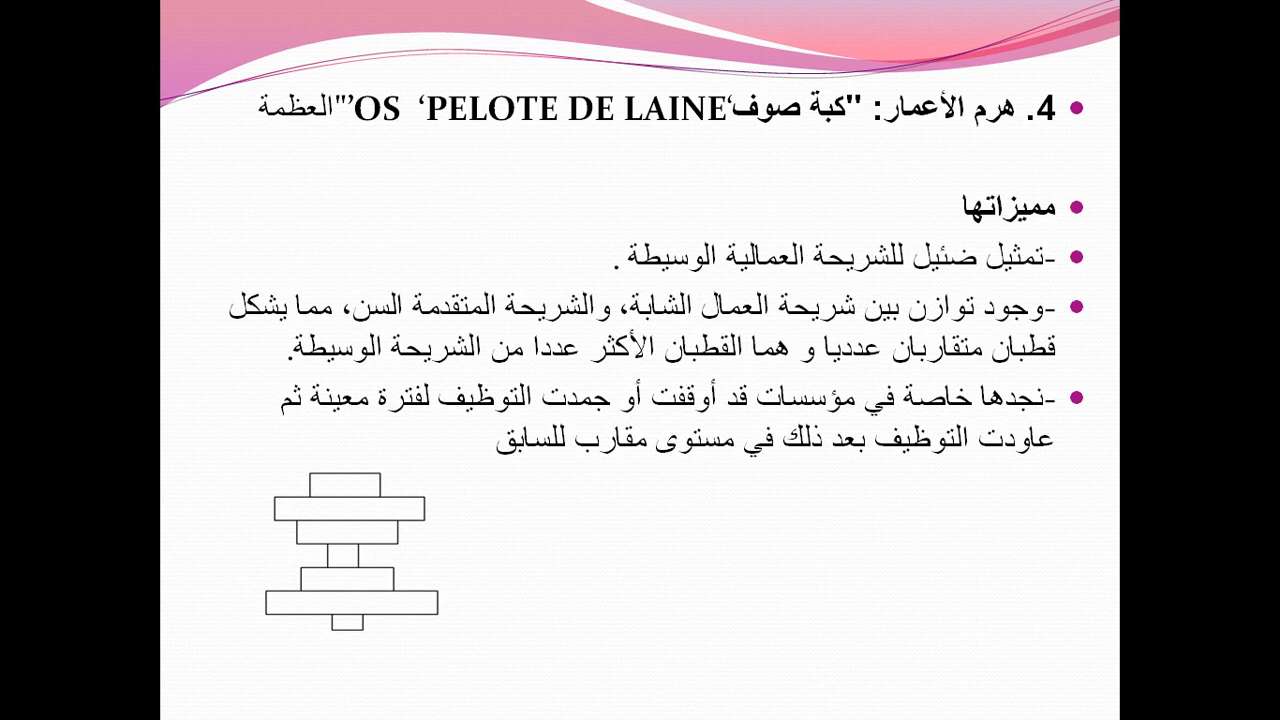 4. هرم الأعمار: "كبة صوف‘PELOTE DE LAINE‘ OS’"العظمة
مميزاتها
-تمثيل ضئيل للشريحة العمالية الوسيطة .
-وجود توازن بين شريحة العمال الشابة، والشريحة المتقدمة السن، مما يشكل
قطبان متقاربان عدديا و هما القطبان الأكثر عددا من الشريحة الوسيطة.
-نجدها خاصة في مؤسسات قد أوقفت أو جمدت التوظيف لفترة معينة ثم
عاودت التوظيف بعد ذلك في مستوى مقارب للسابق